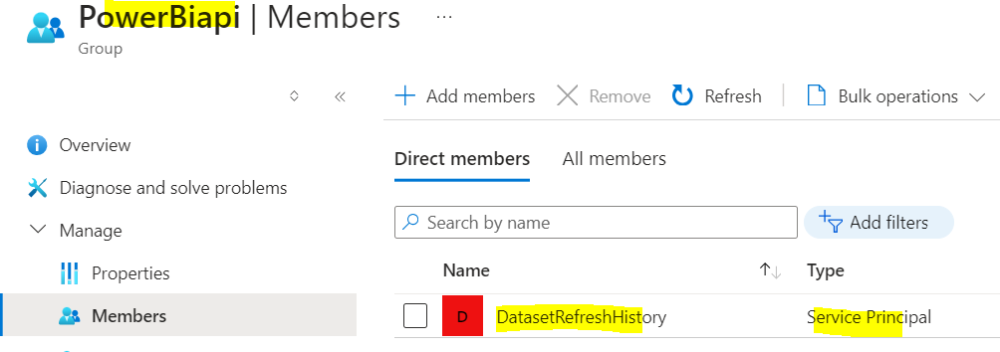 PowerBiapi | Members ...
Group
+ Add members Remove Refresh Bulk operations
Overview
Diagnose and solve problems
Manage
Properties
Members
Direct members All members
Search by name
Add filters
Name Type
D DatasetRefreshHistory Service Principal